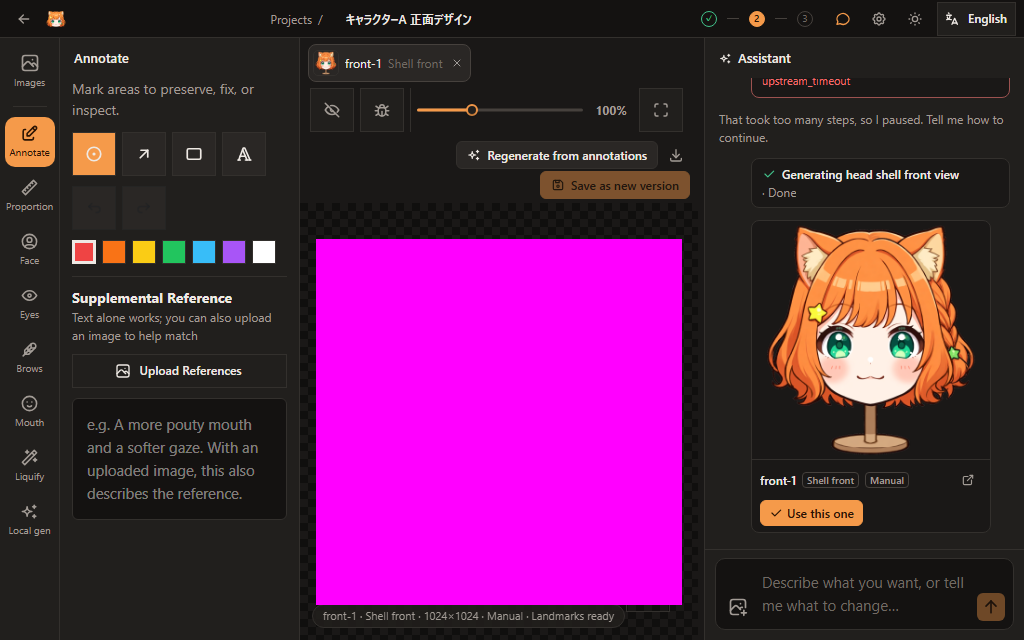 Projects /
キャラクターA 正面デザイン
2
3
English
Images
Annotate
Proportion
Face
Eyes
Brows
Mouth
Liquify
Local gen
Annotate
Mark areas to preserve, fix, or
inspect.
A
Supplemental Reference
Text alone works; you can also upload
an image to help match
Upload References
e.g. A more pouty mouth
and a softer gaze. With an
uploaded image, this also
describes the reference.
front-1 Shell front ×
100%
Regenerate from annotations
Save as new version
front-1 · Shell front · 1024×1024 · Manual · Landmarks ready
Assistant
upstream_timeout
That took too many steps, so I paused. Tell me how to
continue.
Generating head shell front view
· Done
front-1 Shell front Manual
Use this one
Describe what you want, or tell
me what to change...